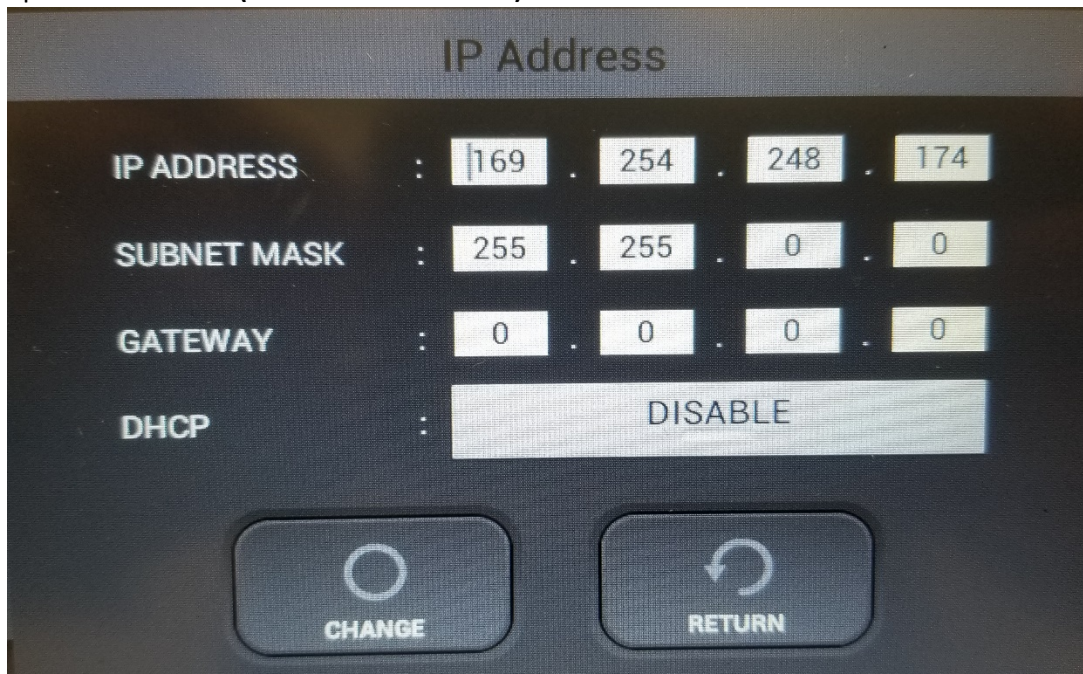 IP Address
IP ADDRESS : 169 . 254 . 248 . 174
SUBNET MASK : 255 . 255 . 0 . 0
GATEWAY : 0 . 0 . 0 . 0
DHCP : DISABLE
CHANGE RETURN